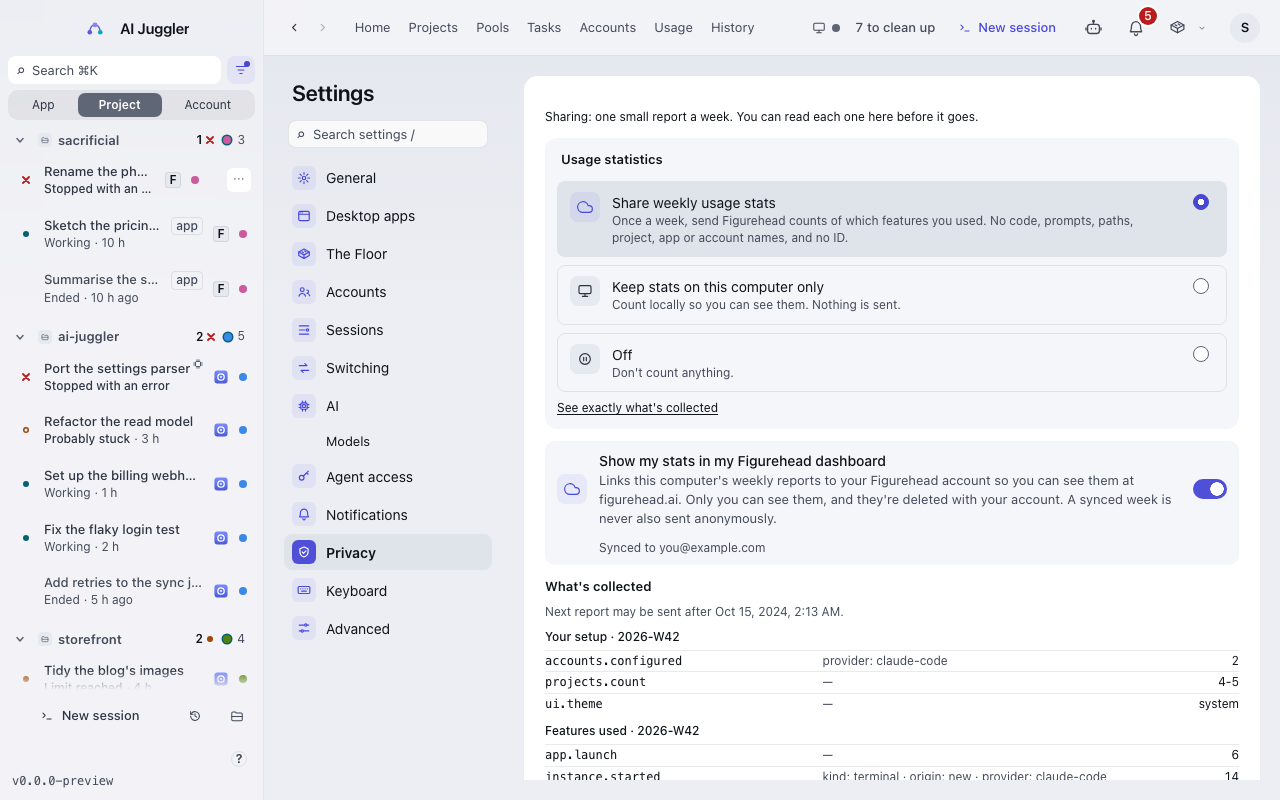 AI Juggler
Search ⌘K
App Project Account
sacrificial 1 3
Rename the ph... F
Stopped with an ...
Sketch the pricin... app F
Working · 10 h
Summarise the s... app F
Ended · 10 h ago
ai-juggler 2 5
Port the settings parser
Stopped with an error
Refactor the read model
Probably stuck · 3 h
Set up the billing webh...
Working · 1 h
Fix the flaky login test
Working · 2 h
Add retries to the sync j...
Ended · 5 h ago
storefront 2 4
Tidy the blog's images
Limit reached · 4 h
New session
?
v0.0.0-preview
Home Projects Pools Tasks Accounts Usage History 7 to clean up New session 5 S
Settings
Search settings /
General
Desktop apps
The Floor
Accounts
Sessions
Switching
AI
Models
Agent access
Notifications
Privacy
Keyboard
Advanced
Sharing: one small report a week. You can read each one here before it goes.
Usage statistics
Share weekly usage stats
Once a week, send Figurehead counts of which features you used. No code, prompts, paths,
project, app or account names, and no ID.
Keep stats on this computer only
Count locally so you can see them. Nothing is sent.
Off
Don't count anything.
See exactly what's collected
Show my stats in my Figurehead dashboard
Links this computer's weekly reports to your Figurehead account so you can see them at
figurehead.ai. Only you can see them, and they're deleted with your account. A synced week is
never also sent anonymously.
Synced to you@example.com
What's collected
Next report may be sent after Oct 15, 2024, 2:13 AM.
Your setup · 2026-W42
accounts.configured provider: claude-code 2
projects.count — 4-5
ui.theme — system
Features used · 2026-W42
app.launch — 6
instance.started kind: terminal · origin: new · provider: claude-code 14